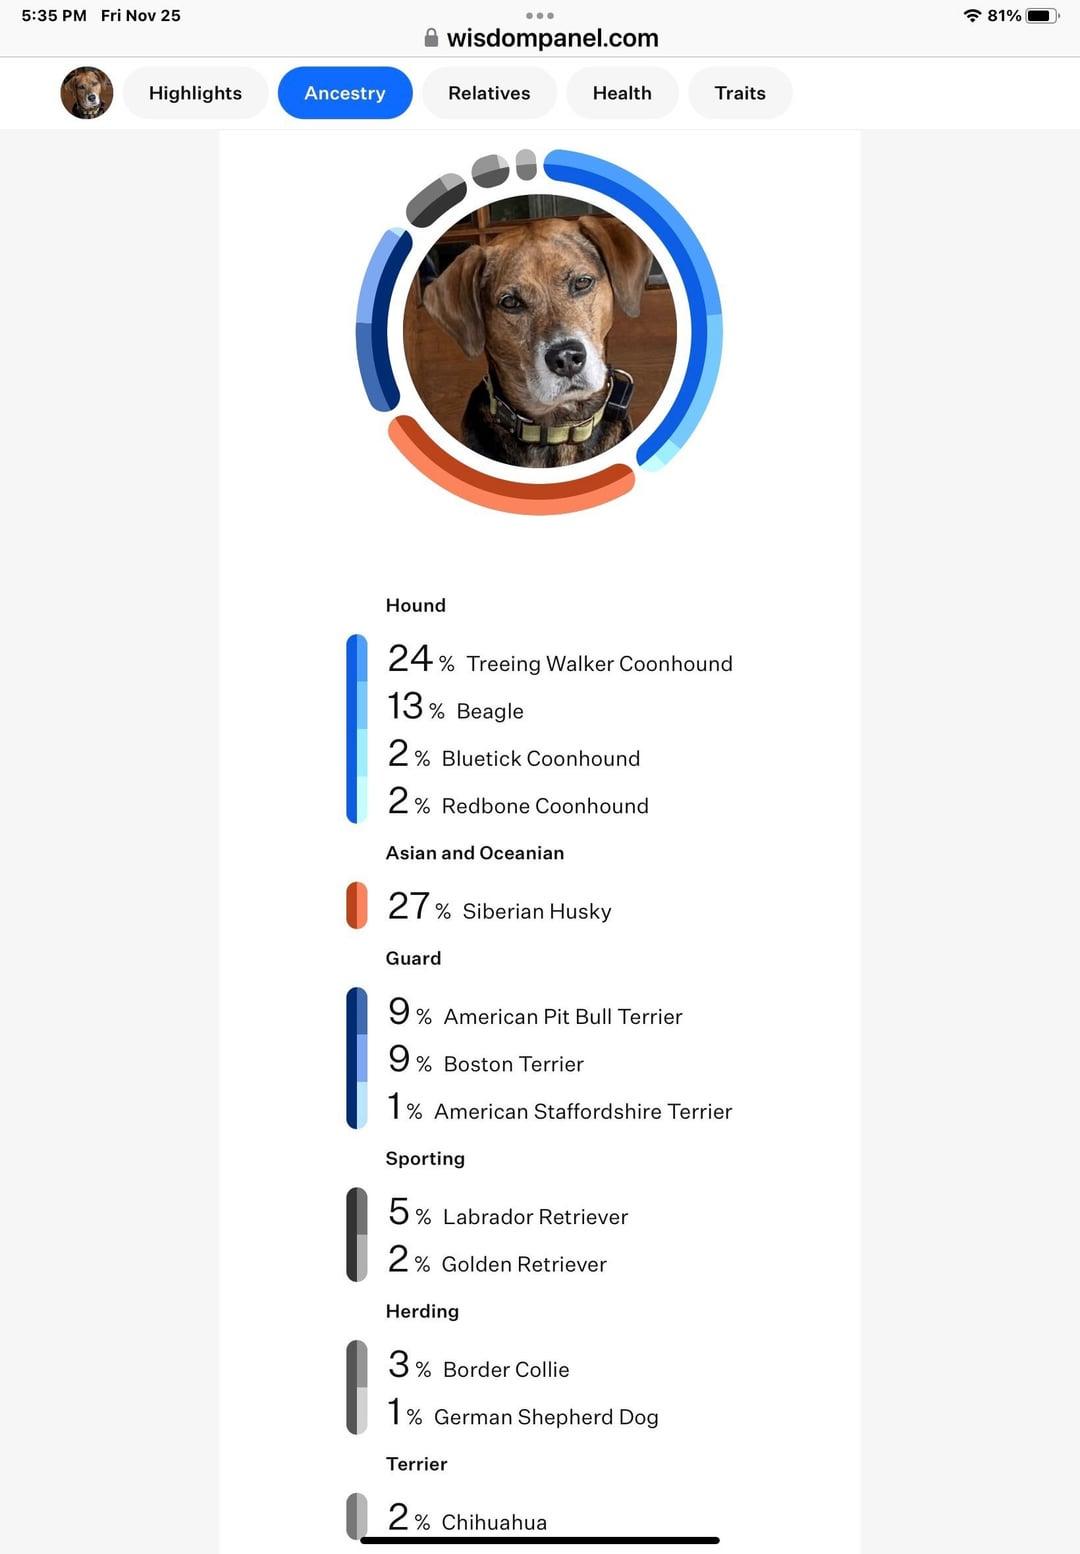 5:35 PM Fri Nov 25
81%
wisdompanel.com
Highlights Ancestry Relatives Health Traits
Hound
24 % Treeing Walker Coonhound
13 % Beagle
2 % Bluetick Coonhound
2 % Redbone Coonhound
Asian and Oceanian
27 % Siberian Husky
Guard
9 % American Pit Bull Terrier
9 % Boston Terrier
1 % American Staffordshire Terrier
Sporting
5 % Labrador Retriever
2 % Golden Retriever
Herding
3 % Border Collie
1 % German Shepherd Dog
Terrier
2 % Chihuahua